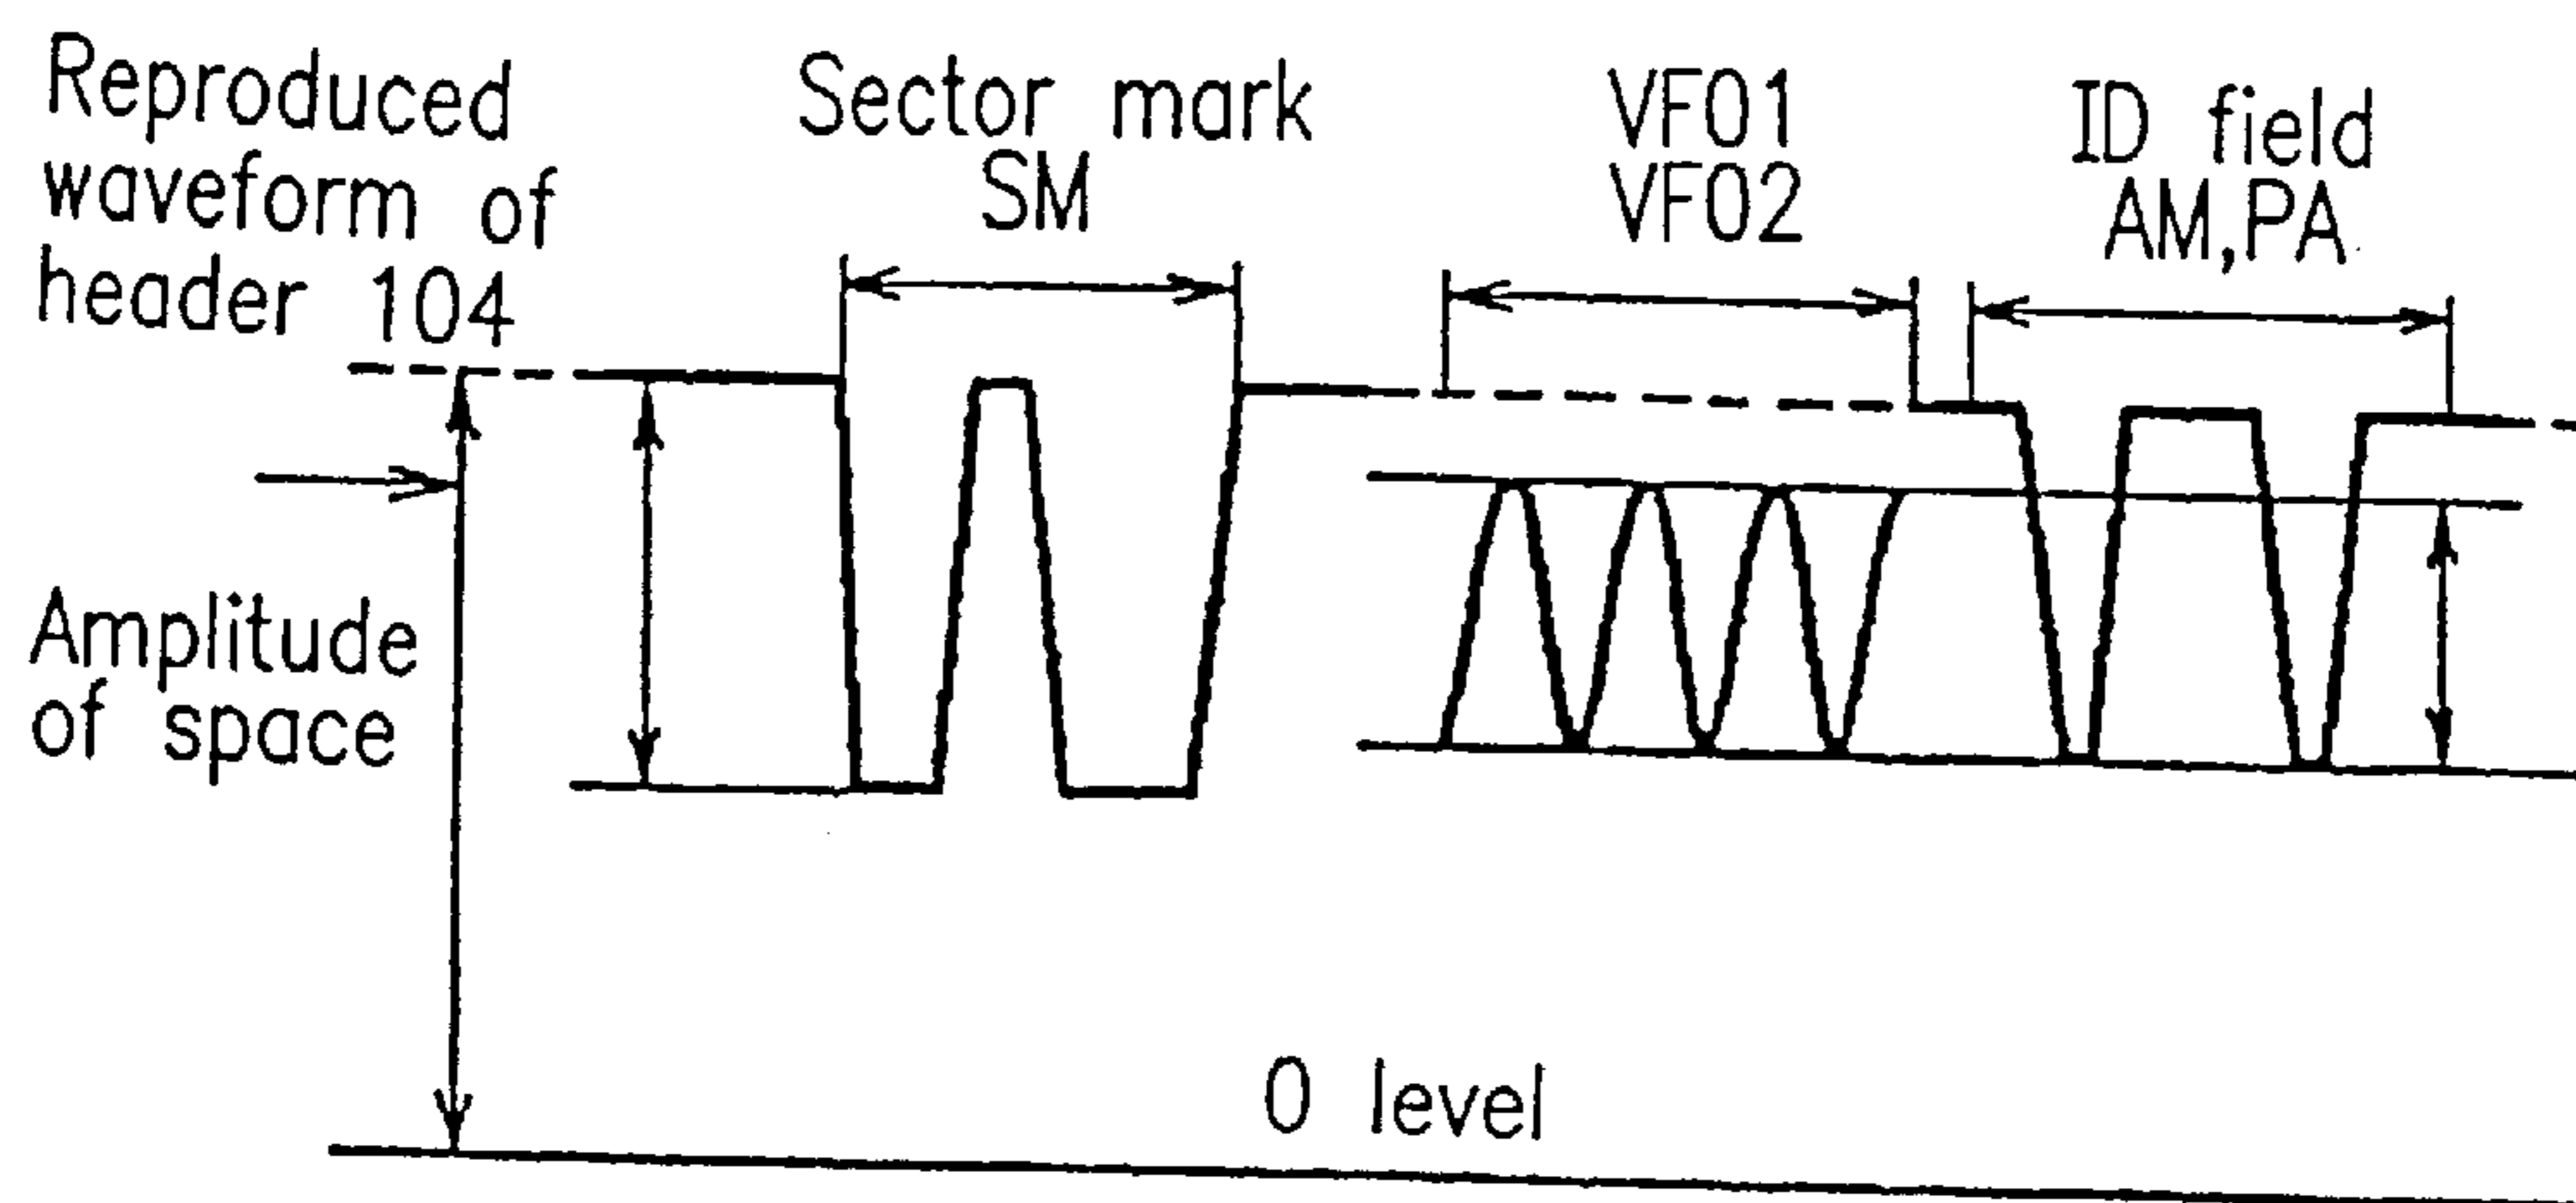 Reproduced
waveform of
header 104
Sector mark
SM
VFO1
VFO2
ID field
AM,PA
Amplitude
of space
0 level